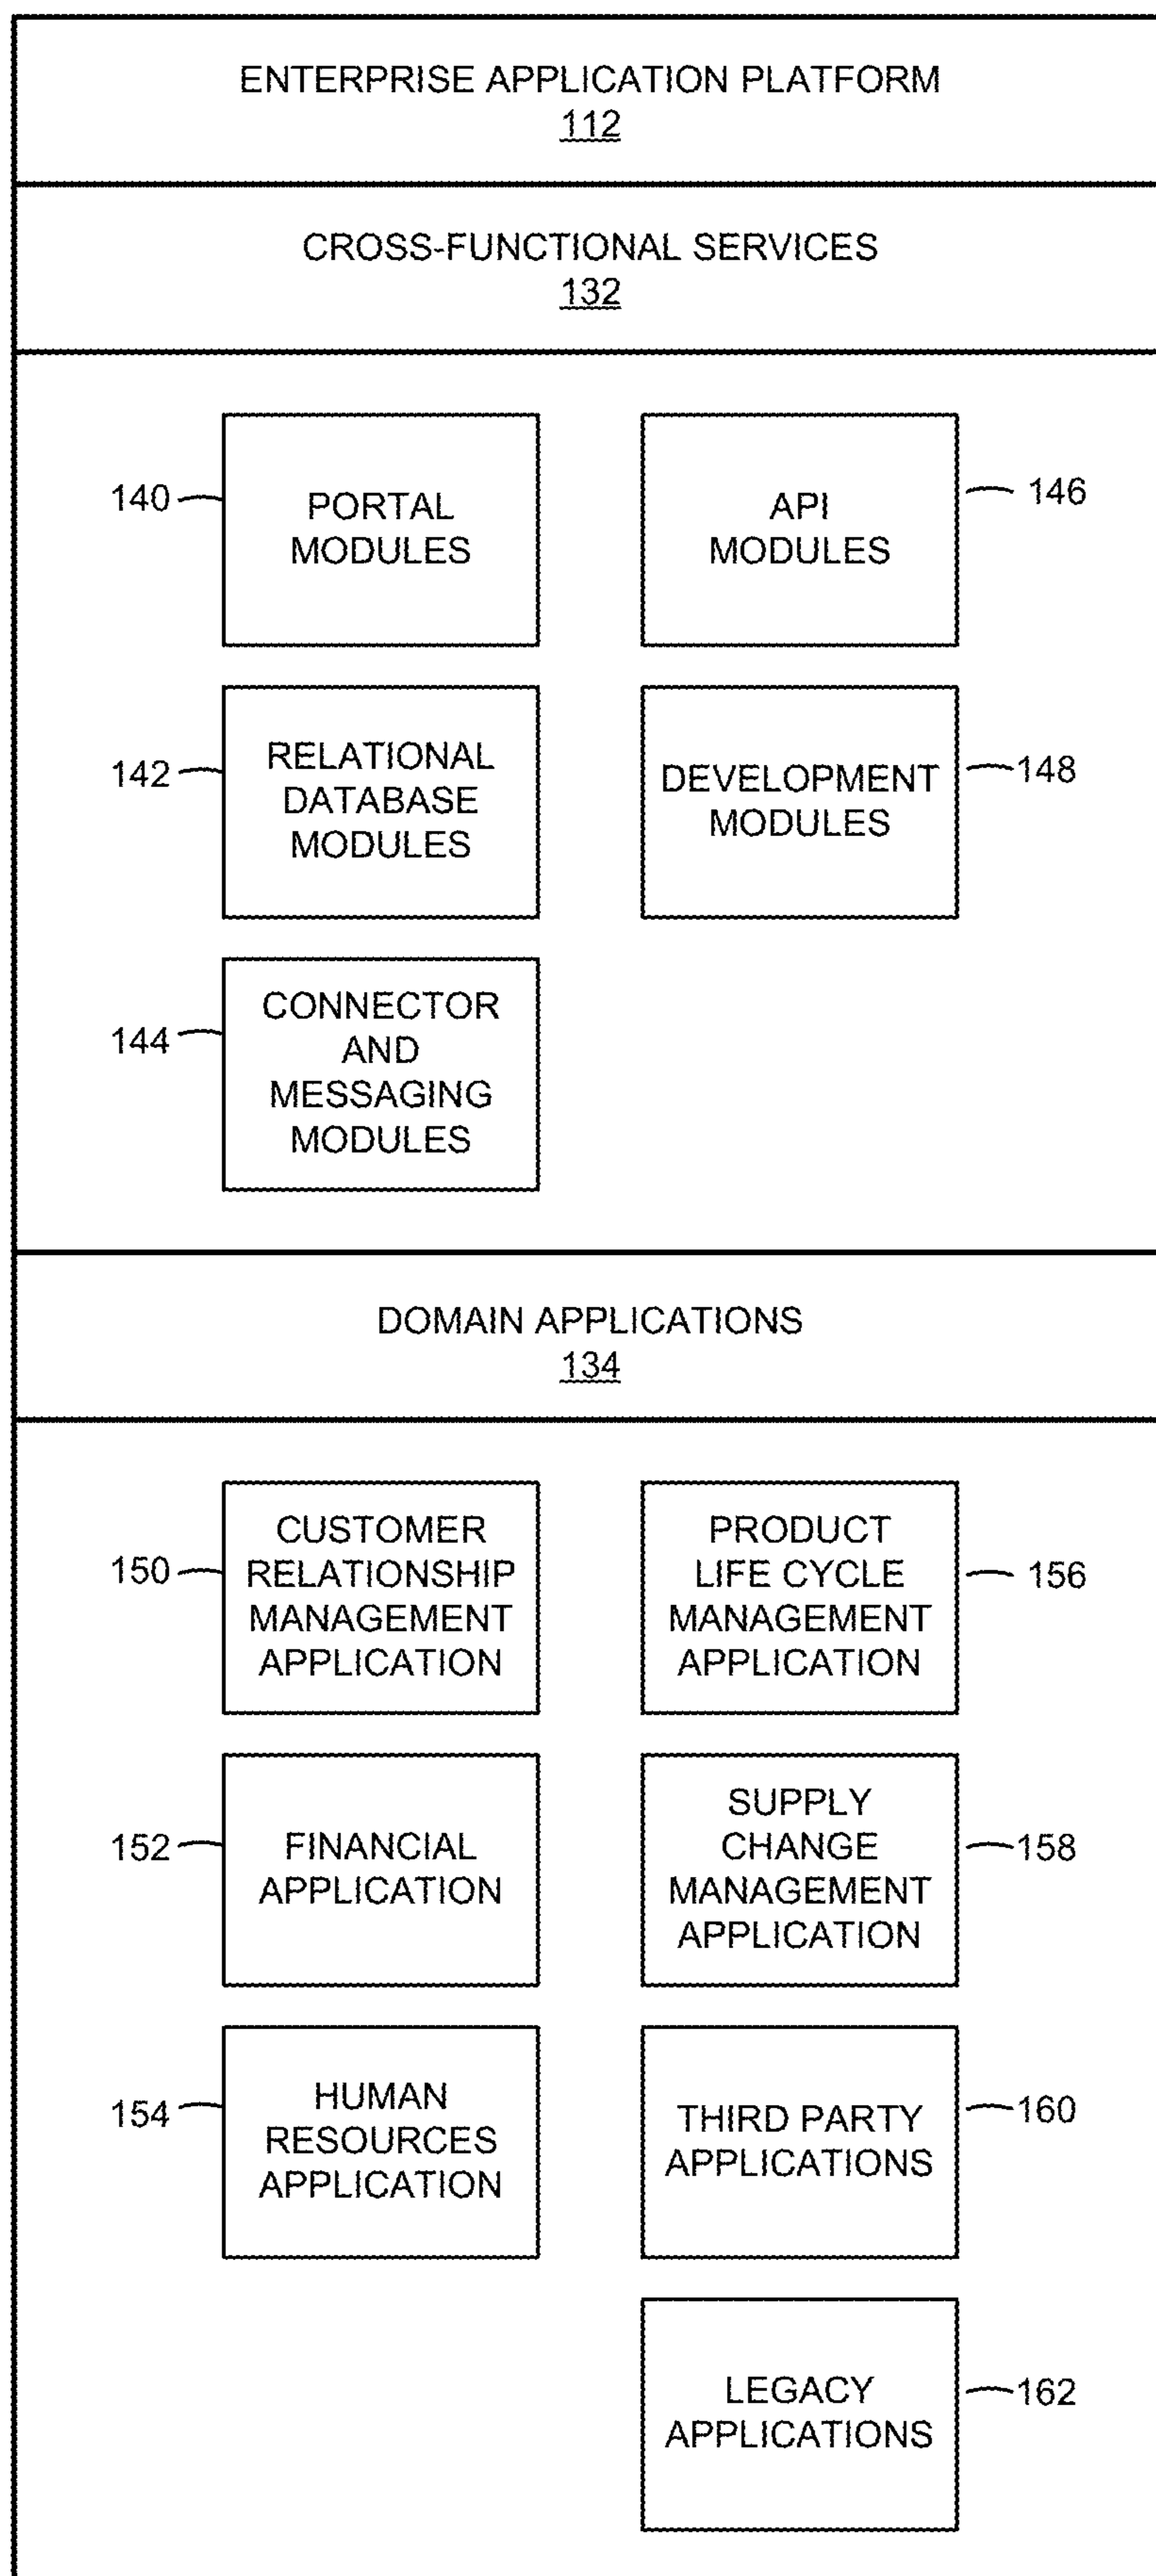 ENTERPRISE APPLICATION PLATFORM
112
CROSS-FUNCTIONAL SERVICES
132
140
PORTAL
MODULES
API
MODULES
146
142
RELATIONAL
DATABASE
MODULES
DEVELOPMENT
MODULES
148
144
CONNECTOR
AND
MESSAGING
MODULES
DOMAIN APPLICATIONS
134
150
CUSTOMER
RELATIONSHIP
MANAGEMENT
APPLICATION
PRODUCT
LIFE CYCLE
MANAGEMENT
APPLICATION
156
152
FINANCIAL
APPLICATION
SUPPLY
CHANGE
MANAGEMENT
APPLICATION
158
154
HUMAN
RESOURCES
APPLICATION
THIRD PARTY
APPLICATIONS
160
LEGACY
APPLICATIONS
162